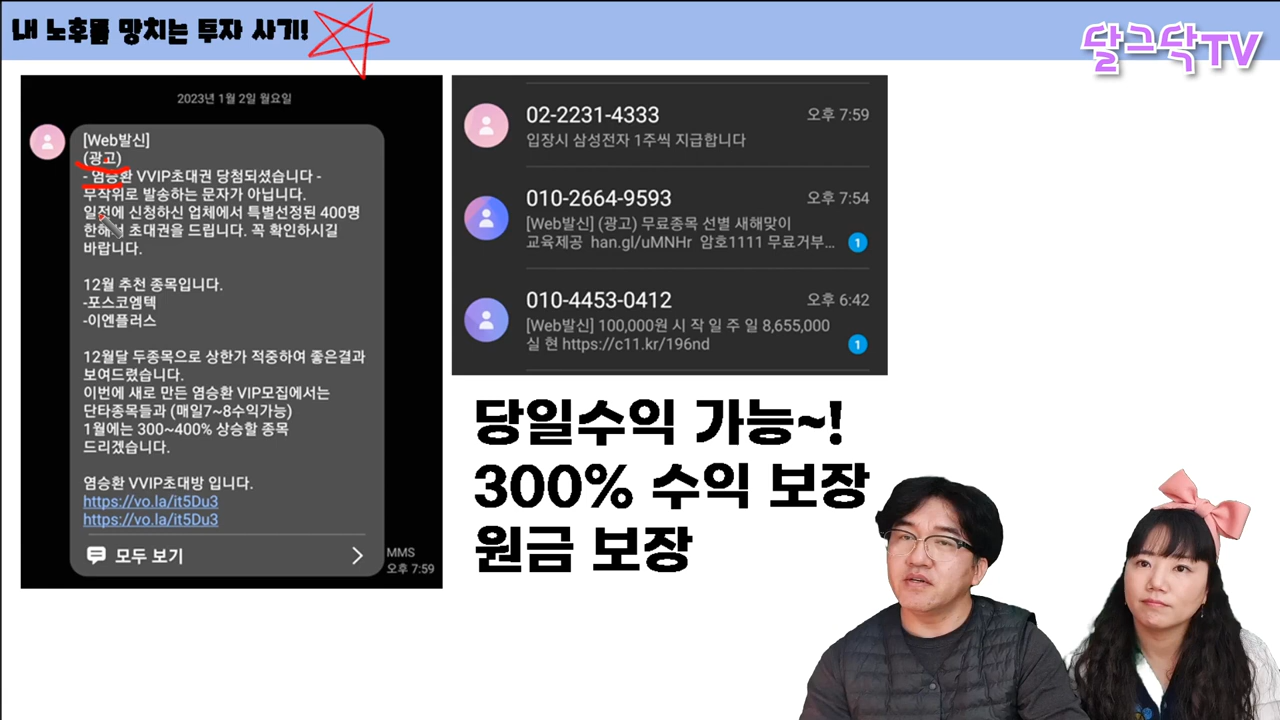 내 노후를 망치는 투자 사기!
달그닥TV
2023년 1월 2일 월요일
[Web발신]
(광고)
- 염승환 VVIP초대권 당첨되셨습니다 -
무작위로 발송하는 문자가 아닙니다.
일전에 신청하신 업체에서 특별선정된 400명
한해 초대권을 드립니다. 꼭 확인하시길
바랍니다.
12월 추천 종목입니다.
-포스코엠텍
-이엔플러스
12월달 두종목으로 상한가 적중하여 좋은결과
보여드렸습니다.
이번에 새로 만든 염승환 VIP모집에서는
단타종목들과 (매일7~8수익가능)
1월에는 300~400% 상승할 종목
드리겠습니다.
염승환 VVIP초대방 입니다.
https://vo.la/it5Du3
https://vo.la/it5Du3
모두 보기
MMS
오후 7:59
02-2231-4333 오후 7:59
입장시 삼성전자 1주씩 지급합니다
010-2664-9593 오후 7:54
[Web발신] (광고) 무료종목 선별 새해맞이
교육제공 han.gl/uMNHr 암호1111 무료거부... 1
010-4453-0412 오후 6:42
[Web발신] 100,000원 시 작 일 주 일 8,655,000
실 현 https://c11.kr/196nd 1
당일수익 가능~!
300% 수익 보장
원금 보장